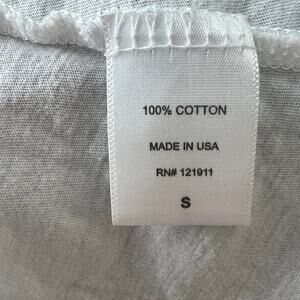 100% COTTON
MADE IN USA
RN# 121911
S